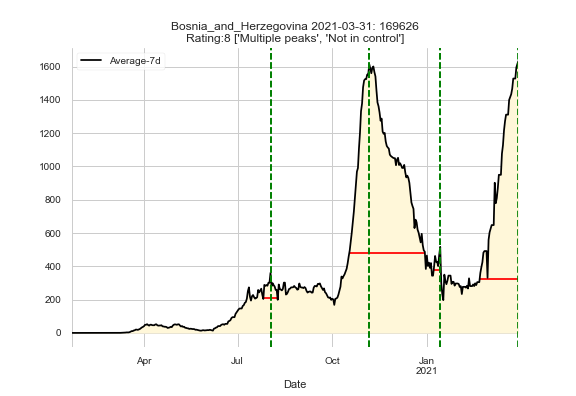 Bosnia_and_Herzegovina 2021-03-31: 169626
Rating:8 ['Multiple peaks', 'Not in control']
Average-7d
1600
1400
1200
1000
800
600
400
200
0
Apr
Jul
Oct
Jan
2021
Date